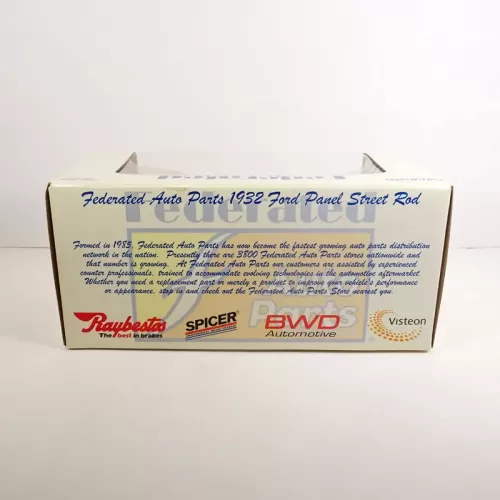 Federated Auto Parts 1932 Ford Panel Street Rod
Federated
Formed in 1985, Federated Auto Parts has now become the fastest growing auto parts distribution
network in the nation. Presently there are 3800 Federated Auto Parts stores nationwide and
that number is growing. At Federated Auto Parts our customers are assisted by experienced
counter professionals, trained to accommodate evolving technologies in the automotive aftermarket.
Whether you need a replacement part or merely a product to improve your vehicle's performance
or appearance, stop in and check out the Federated Auto Parts Store nearest you.
Parts
Raybestos
The best in brakes
SPICER
BWD
Automotive
Visteon